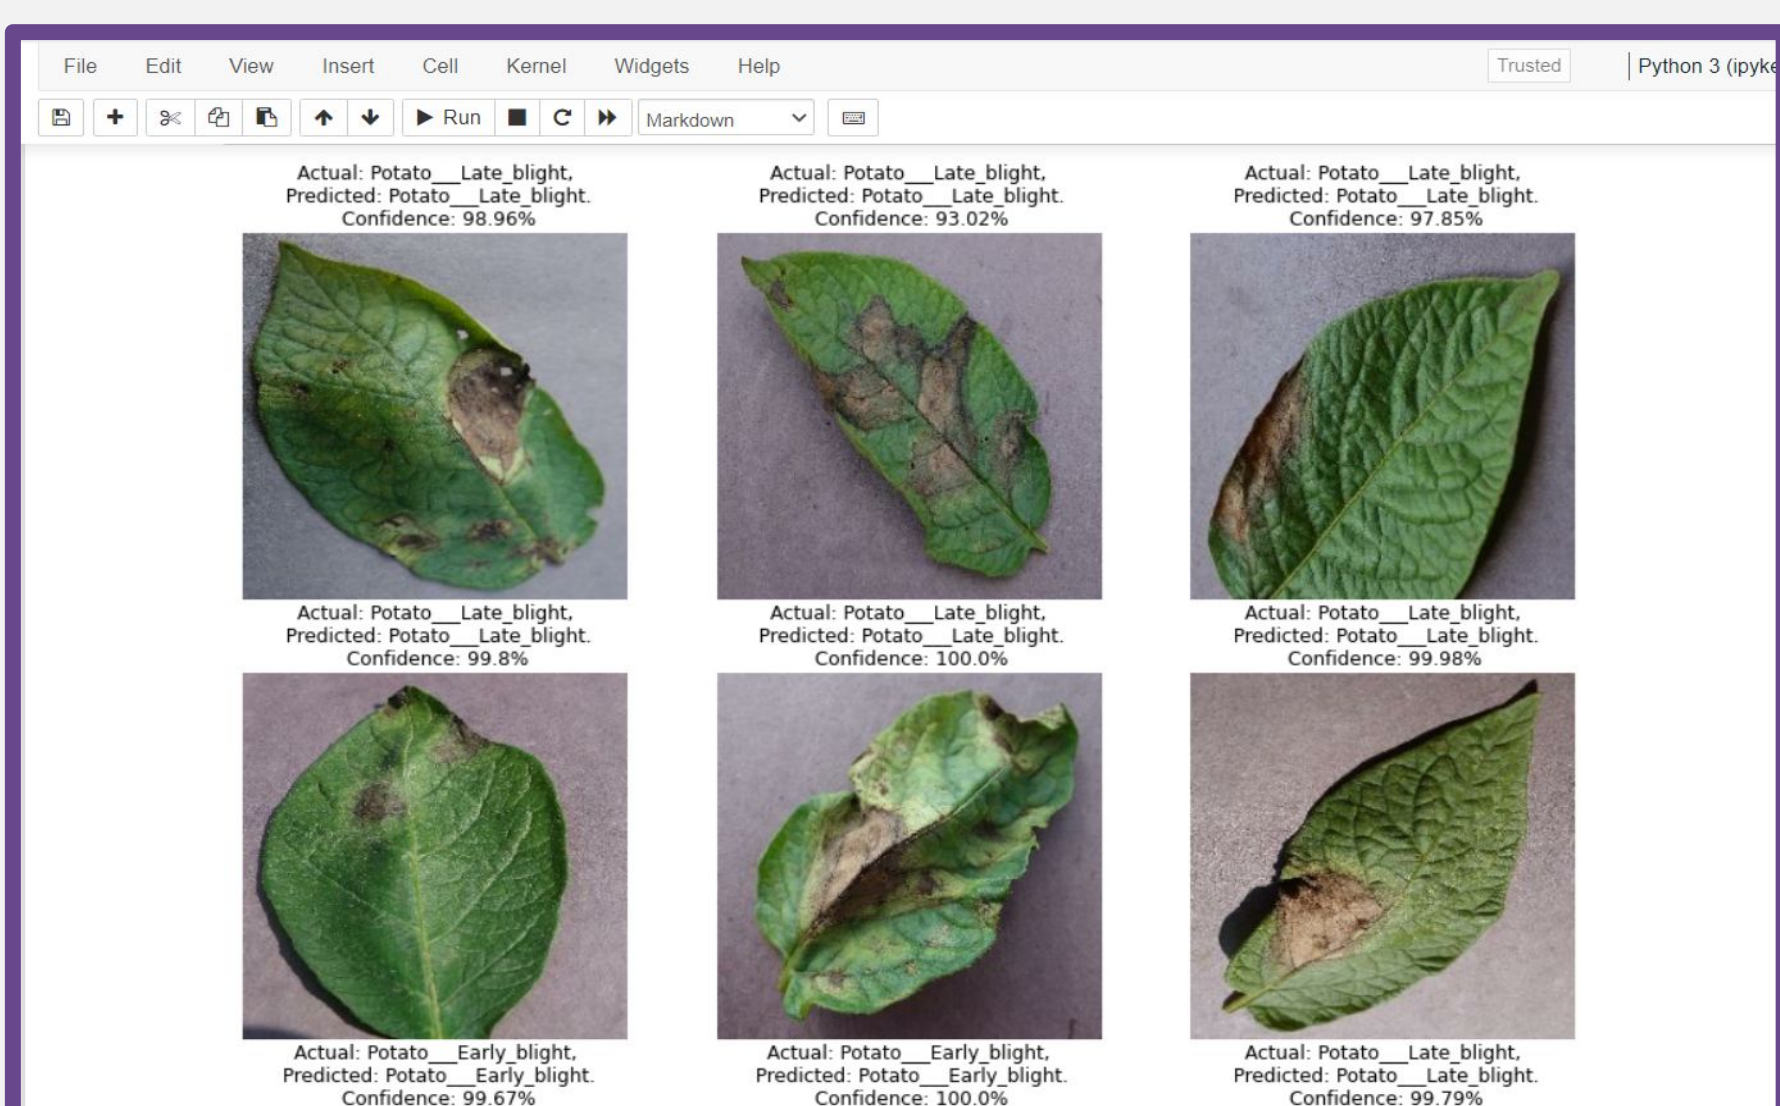 File Edit View Insert Cell Kernel Widgets Help Trusted Python 3 (ipyke
Run Markdown
Actual: Potato___Late_blight,
Predicted: Potato___Late_blight.
Confidence: 98.96%
Actual: Potato___Late_blight,
Predicted: Potato___Late_blight.
Confidence: 93.02%
Actual: Potato___Late_blight,
Predicted: Potato___Late_blight.
Confidence: 97.85%
Actual: Potato___Late_blight,
Predicted: Potato___Late_blight.
Confidence: 99.8%
Actual: Potato___Late_blight,
Predicted: Potato___Late_blight.
Confidence: 100.0%
Actual: Potato___Late_blight,
Predicted: Potato___Late_blight.
Confidence: 99.98%
Actual: Potato___Early_blight,
Predicted: Potato___Early_blight.
Confidence: 99.67%
Actual: Potato___Early_blight,
Predicted: Potato___Early_blight.
Confidence: 100.0%
Actual: Potato___Late_blight,
Predicted: Potato___Late_blight.
Confidence: 99.79%